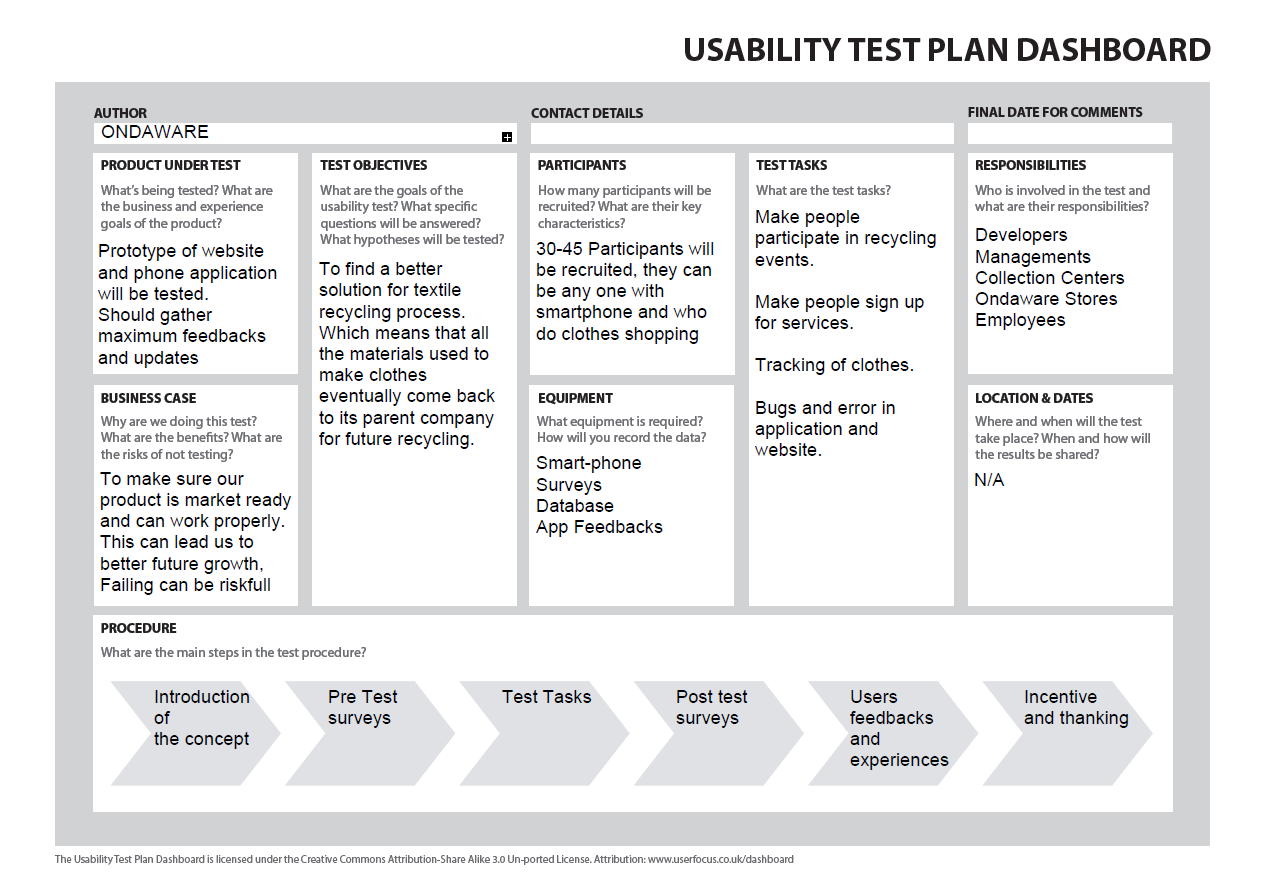 USABILITY TEST PLAN DASHBOARD
AUTHOR
ONDAWARE
CONTACT DETAILS
FINAL DATE FOR COMMENTS
PRODUCT UNDER TEST
What's being tested? What are
the business and experience
goals of the product?
Prototype of website
and phone application
will be tested.
Should gather
maximum feedbacks
and updates
BUSINESS CASE
Why are we doing this test?
What are the benefits? What are
the risks of not testing?
To make sure our
product is market ready
and can work properly.
This can lead us to
better future growth,
Failing can be riskfull
TEST OBJECTIVES
What are the goals of the
usability test? What specific
questions will be answered?
What hypotheses will be tested?
To find a better
solution for textile
recycling process.
Which means that all
the materials used to
make clothes
eventually come back
to its parent company
for future recycling.
PARTICIPANTS
How many participants will be
recruited? What are their key
characteristics?
30-45 Participants will
be recruited, they can
be any one with
smartphone and who
do clothes shopping
EQUIPMENT
What equipment is required?
How will you record the data?
Smart-phone
Surveys
Database
App Feedbacks
TEST TASKS
What are the test tasks?
Make people
participate in recycling
events.
Make people sign up
for services.
Tracking of clothes.
Bugs and error in
application and
website.
RESPONSIBILITIES
Who is involved in the test and
what are their responsibilities?
Developers
Managements
Collection Centers
Ondaware Stores
Employees
LOCATION & DATES
Where and when will the test
take place? When and how will
the results be shared?
N/A
PROCEDURE
What are the main steps in the test procedure?
Introduction
of
the concept
Pre Test
surveys
Test Tasks
Post test
surveys
Users
feedbacks
and
experiences
Incentive
and thanking
The Usability Test Plan Dashboard is licensed under the Creative Commons Attribution-Share Alike 3.0 Un-ported License. Attribution: www.userfocus.co.uk/dashboard